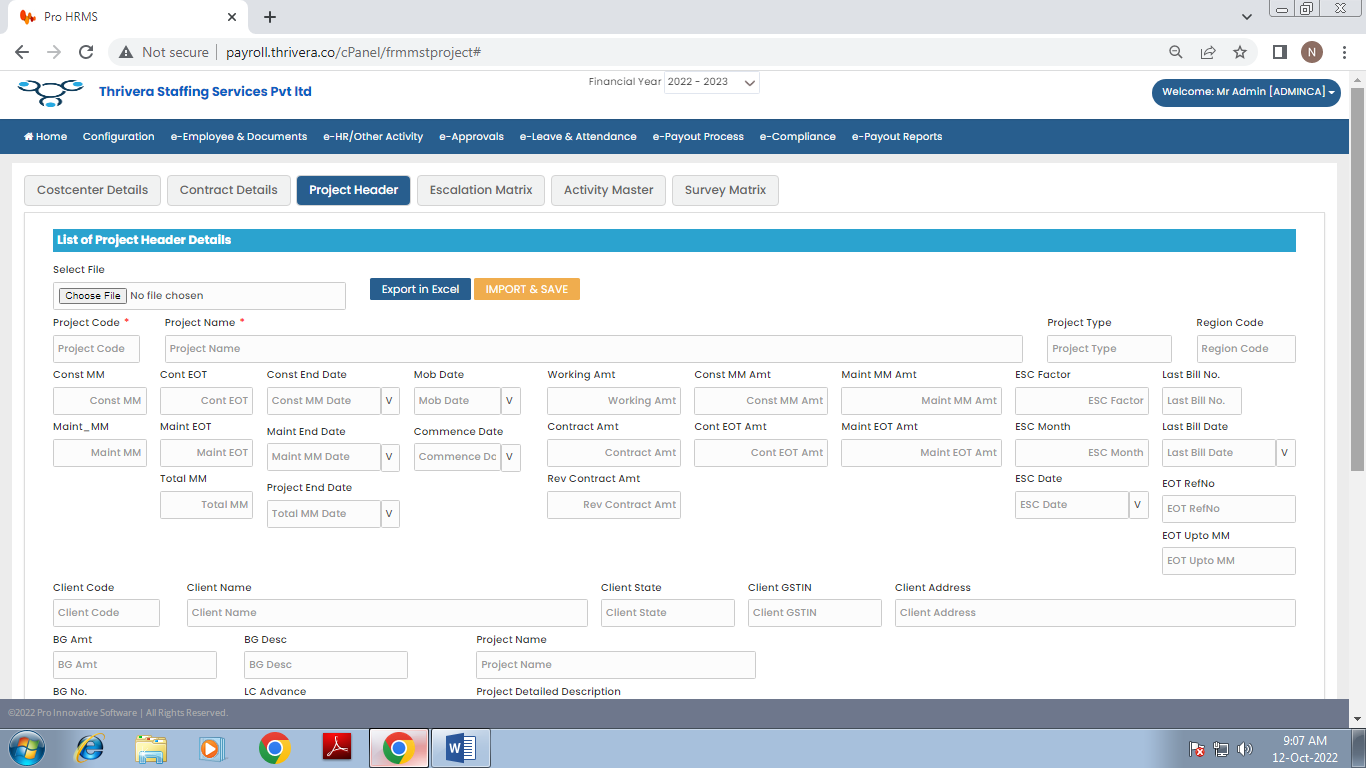 Pro HRMS
Not secure | payroll.thrivera.co/cPanel/frmmstproject#
N
Thrivera Staffing Services Pvt ltd
Financial Year 2022 - 2023
Welcome: Mr Admin [ADMINCA]
Home Configuration e-Employee & Documents e-HR/Other Activity e-Approvals e-Leave & Attendance e-Payout Process e-Compliance e-Payout Reports
Costcenter Details Contract Details Project Header Escalation Matrix Activity Master Survey Matrix
List of Project Header Details
Select File
Choose File No file chosen Export in Excel IMPORT & SAVE
Project Code * Project Name * Project Type Region Code
Project Code Project Name Project Type Region Code
Const MM Cont EOT Const End Date Mob Date Working Amt Const MM Amt Maint MM Amt ESC Factor Last Bill No.
Const MM Cont EOT Const MM Date V Mob Date V Working Amt Const MM Amt Maint MM Amt ESC Factor Last Bill No.
Maint_MM Maint EOT Maint End Date Commence Date Contract Amt Cont EOT Amt Maint EOT Amt ESC Month Last Bill Date
Maint MM Maint EOT Maint MM Date V Commence Dc V Contract Amt Cont EOT Amt Maint EOT Amt ESC Month Last Bill Date V
Total MM Project End Date Rev Contract Amt ESC Date EOT RefNo
Total MM Total MM Date V Rev Contract Amt ESC Date V EOT RefNo
EOT Upto MM
EOT Upto MM
Client Code Client Name Client State Client GSTIN Client Address
Client Code Client Name Client State Client GSTIN Client Address
BG Amt BG Desc Project Name
BG Amt BG Desc Project Name
BG No. LC Advance Project Detailed Description
©2022 Pro Innovative Software | All Rights Reserved.
9:07 AM
12-Oct-2022